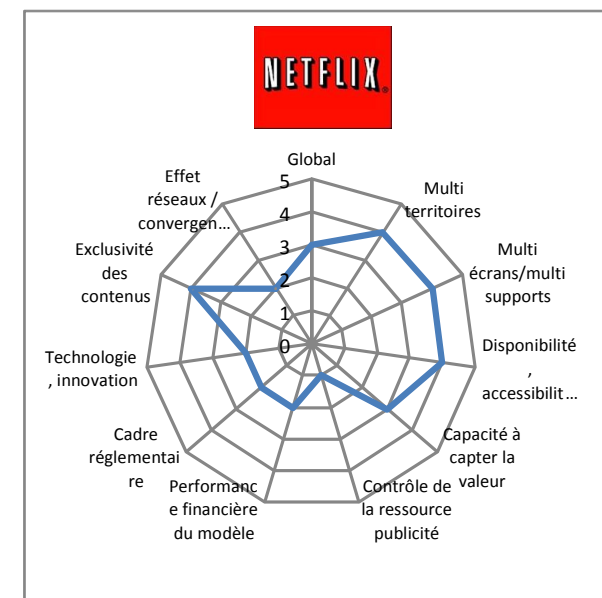 NETFLIX
Global
Effet
réseaux /
convergen...
Multi
territoires
5
4
3
2
1
0
Exclusivité
des
contenus
Multi
écrans/multi
supports
Technologie
, innovation
Disponibilité
,
accessibilit...
Cadre
réglementai
re
Capacité à
capter la
valeur
Performanc
e financière
du modèle
Contrôle de
la ressource
publicité